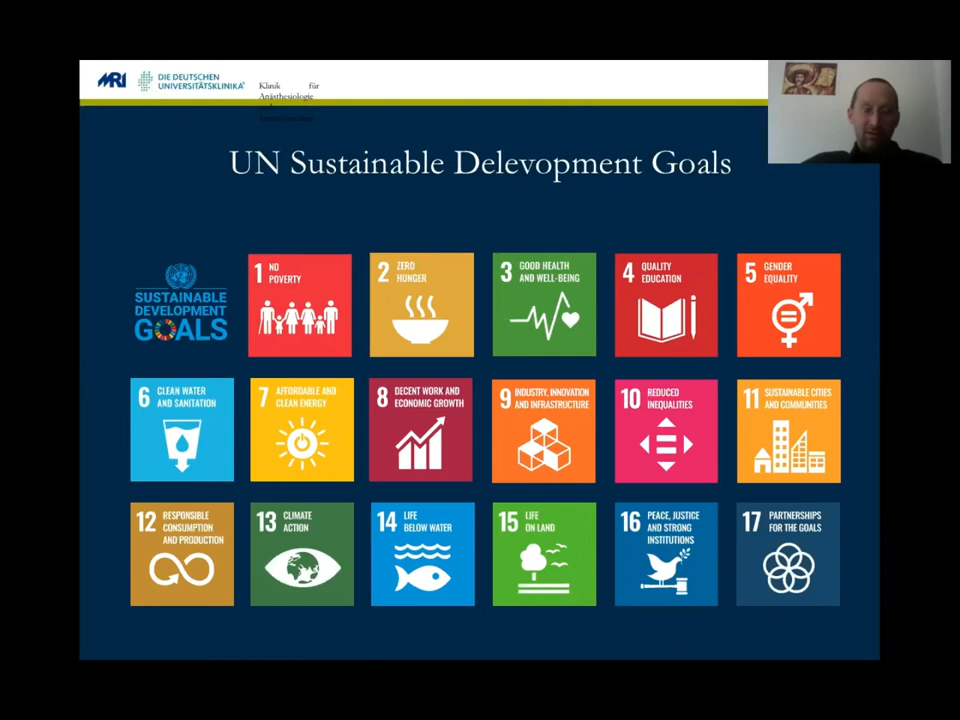 MRI
DIE DEUTSCHEN
UNIVERSITÄTSKLINIKA®
Klinik für
Anästhesiologie
UN Sustainable Delevopment Goals
SUSTAINABLE
DEVELOPMENT
GOALS
1 NO
POVERTY
2 ZERO
HUNGER
3 GOOD HEALTH
AND WELL-BEING
4 QUALITY
EDUCATION
5 GENDER
EQUALITY
6 CLEAN WATER
AND SANITATION
7 AFFORDABLE AND
CLEAN ENERGY
8 DECENT WORK AND
ECONOMIC GROWTH
9 INDUSTRY, INNOVATION
AND INFRASTRUCTURE
10 REDUCED
INEQUALITIES
11 SUSTAINABLE CITIES
AND COMMUNITIES
12 RESPONSIBLE
CONSUMPTION
AND PRODUCTION
13 CLIMATE
ACTION
14 LIFE
BELOW WATER
15 LIFE
ON LAND
16 PEACE, JUSTICE
AND STRONG
INSTITUTIONS
17 PARTNERSHIPS
FOR THE GOALS